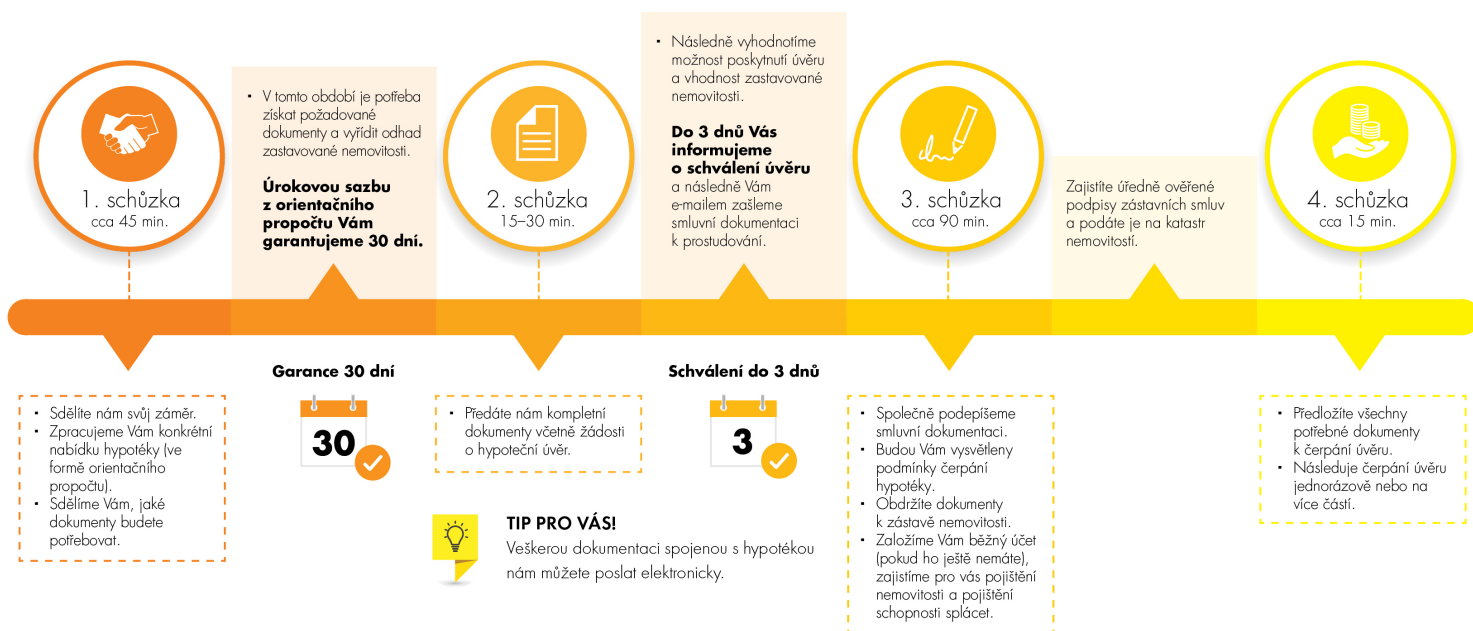 1. schůzka
cca 45 min.
▪ V tomto období je potřeba
získat požadované
dokumenty a vyřídit odhad
zastavované nemovitosti.
Úrokovou sazbu
z orientačního
propočtu Vám
garantujeme 30 dní.
2. schůzka
15–30 min.
▪ Následně vyhodnotíme
možnost poskytnutí úvěru
a vhodnost zastavované
nemovitosti.
Do 3 dnů Vás
informujeme
o schválení úvěru
a následně Vám
e-mailem zašleme
smluvní dokumentaci
k prostudování.
3. schůzka
cca 90 min.
Zajistíte úředně ověřené
podpisy zástavních smluv
a podáte je na katastr
nemovitostí.
4. schůzka
cca 15 min.
▪ Sdělíte nám svůj záměr.
▪ Zpracujeme Vám konkrétní
nabídku hypotéky (ve
formě orientačního
propočtu).
▪ Sdělíme Vám, jaké
dokumenty budete
potřebovat.
Garance 30 dní
30
▪ Předáte nám kompletní
dokumenty včetně žádosti
o hypoteční úvěr.
Schválení do 3 dnů
3
▪ Společně podepíšeme
smluvní dokumentaci.
▪ Budou Vám vysvětleny
podmínky čerpání
hypotéky.
▪ Obdržíte dokumenty
k zástavě nemovitosti.
▪ Založíme Vám běžný účet
(pokud ho ještě nemáte),
zajistíme pro vás pojištění
nemovitosti a pojištění
schopnosti splácet.
▪ Předložíte všechny
potřebné dokumenty
k čerpání úvěru.
▪ Následuje čerpání úvěru
jednorázově nebo na
více částí.
TIP PRO VÁS!
Veškerou dokumentaci spojenou s hypotékou
nám můžete poslat elektronicky.